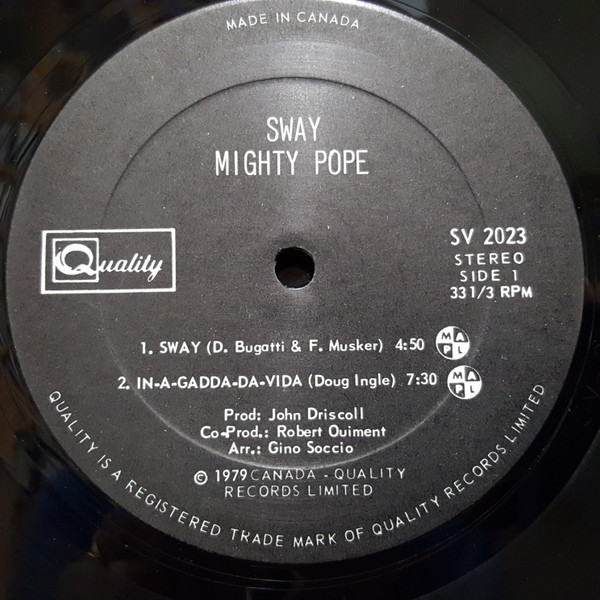 MADE IN CANADA
SWAY
MIGHTY POPE
Quality
SV 2023
STEREO
SIDE 1
33 1/3 RPM
1. SWAY (D. Bugatti & F. Musker) 4:50 M A P L
2. IN-A-GADDA-DA-VIDA (Doug Ingle) 7:30 M A P L
Prod: John Driscoll
Co-Prod.: Robert Ouiment
Arr.: Gino Soccio
© 1979 CANADA - QUALITY
RECORDS LIMITED
QUALITY IS A REGISTERED TRADE MARK OF QUALITY RECORDS LIMITED